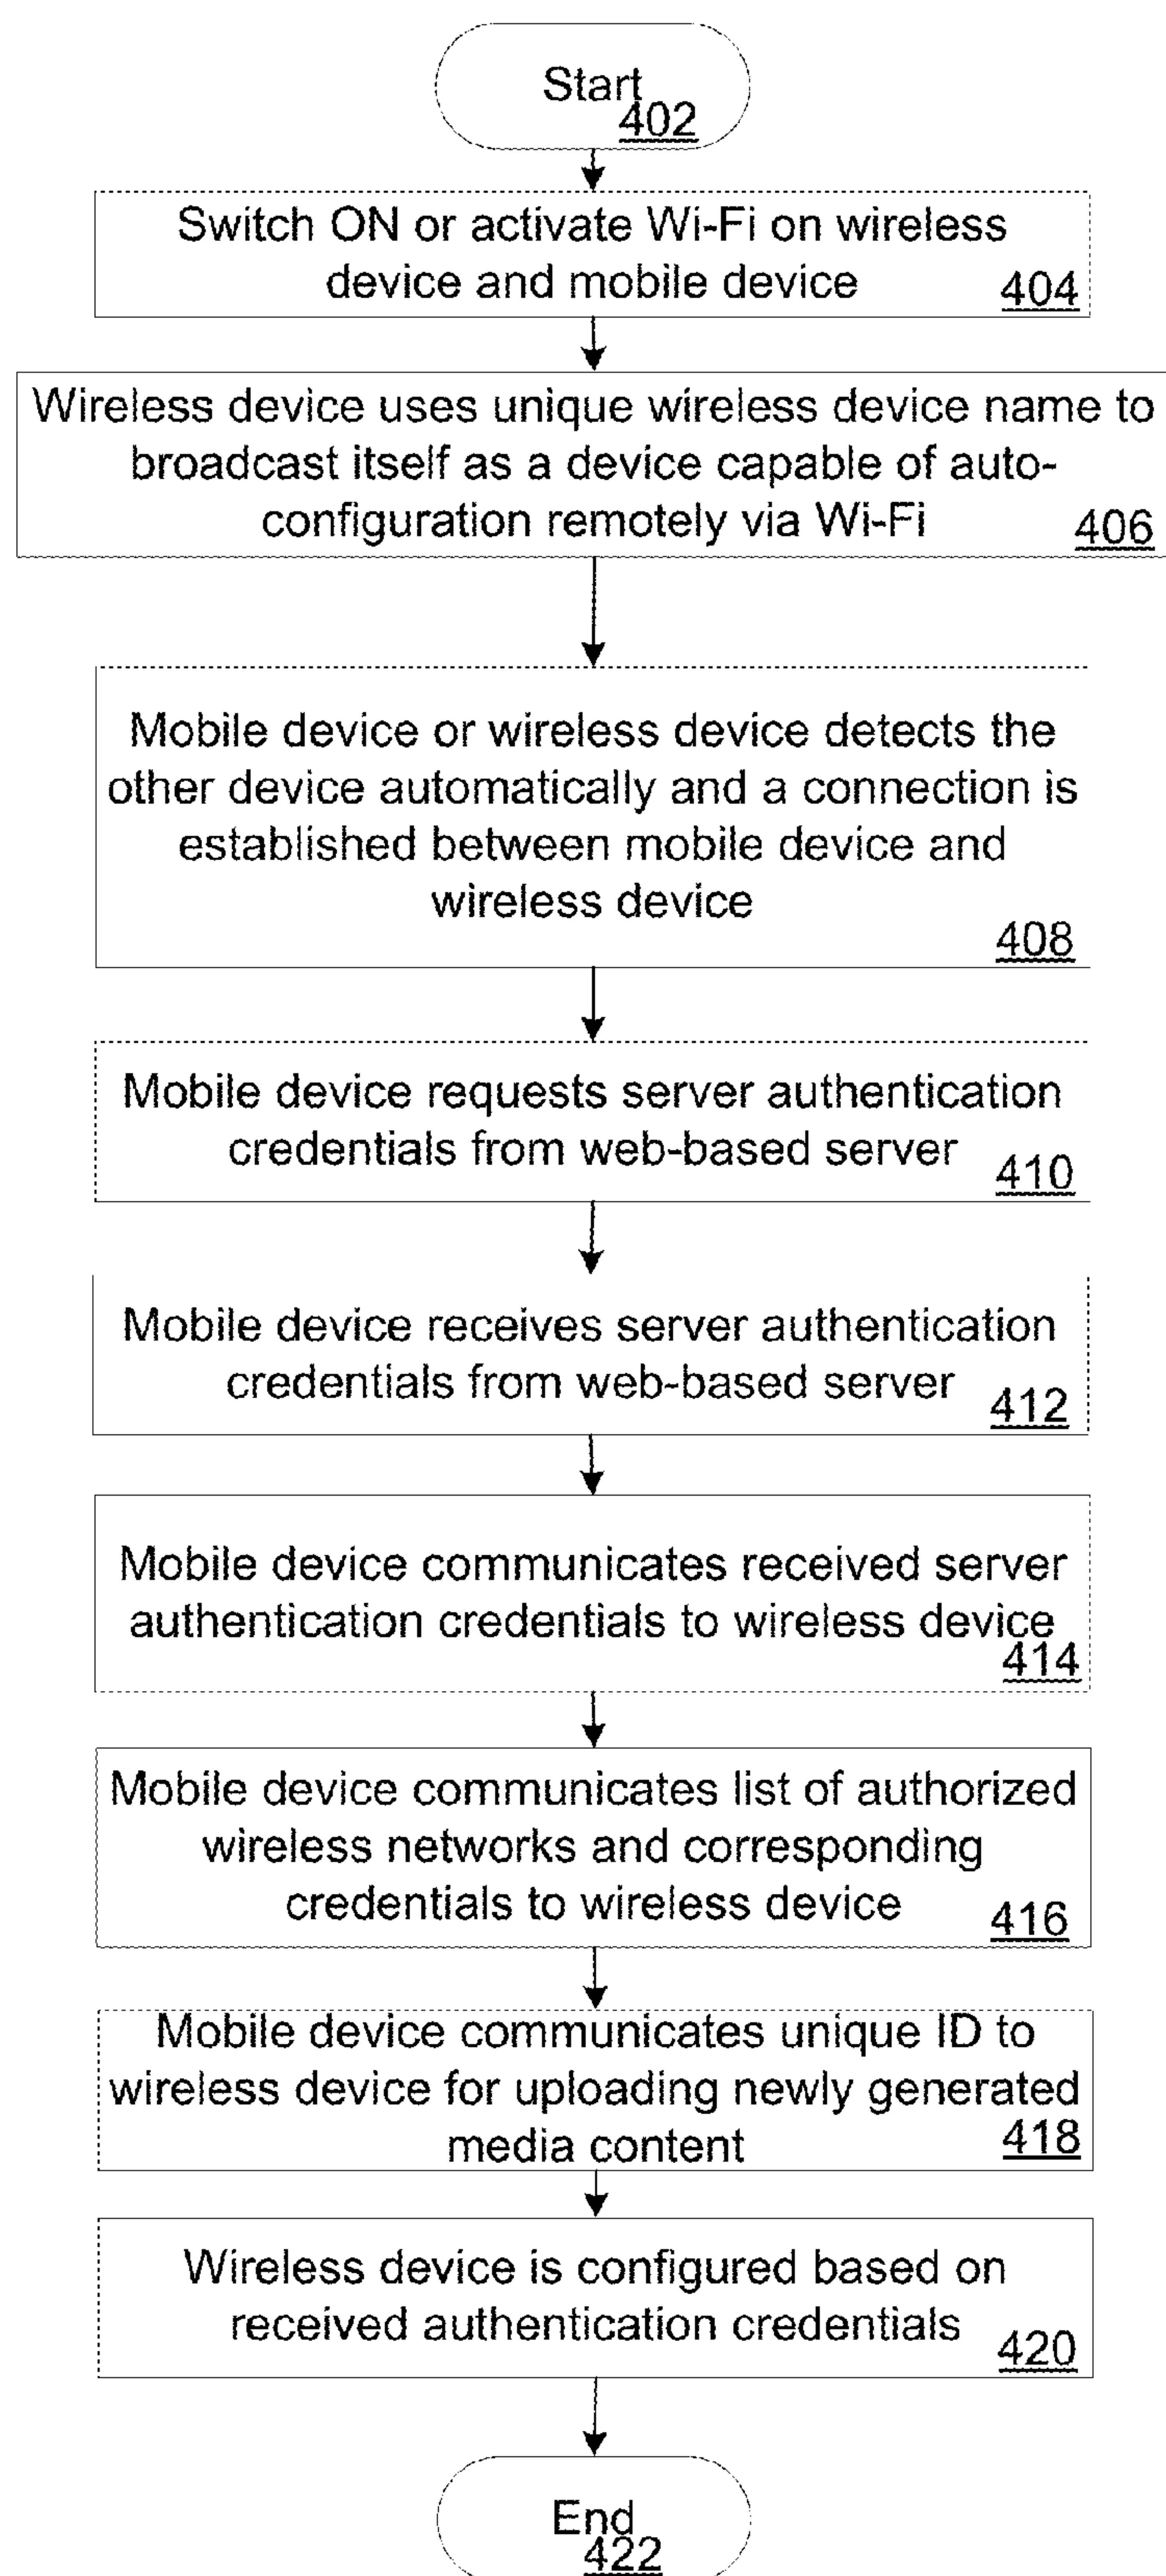 Start
402
Switch ON or activate Wi-Fi on wireless
device and mobile device
404
Wireless device uses unique wireless device name to
broadcast itself as a device capable of auto-
configuration remotely via Wi-Fi
406
Mobile device or wireless device detects the
other device automatically and a connection is
established between mobile device and
wireless device
408
Mobile device requests server authentication
credentials from web-based server
410
Mobile device receives server authentication
credentials from web-based server
412
Mobile device communicates received server
authentication credentials to wireless device
414
Mobile device communicates list of authorized
wireless networks and corresponding
credentials to wireless device
416
Mobile device communicates unique ID to
wireless device for uploading newly generated
media content
418
Wireless device is configured based on
received authentication credentials
420
End
422